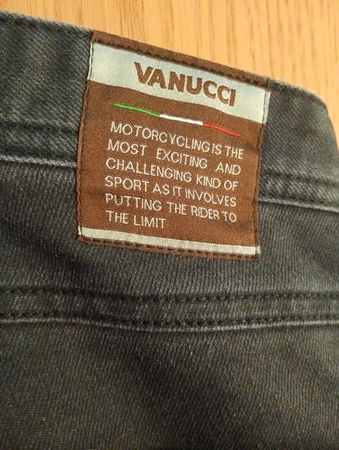 VANUCCI
MOTORCYCLING IS THE
MOST EXCITING AND
CHALLENGING KIND OF
SPORT AS IT INVOLVES
PUTTING THE RIDER TO
THE LIMIT